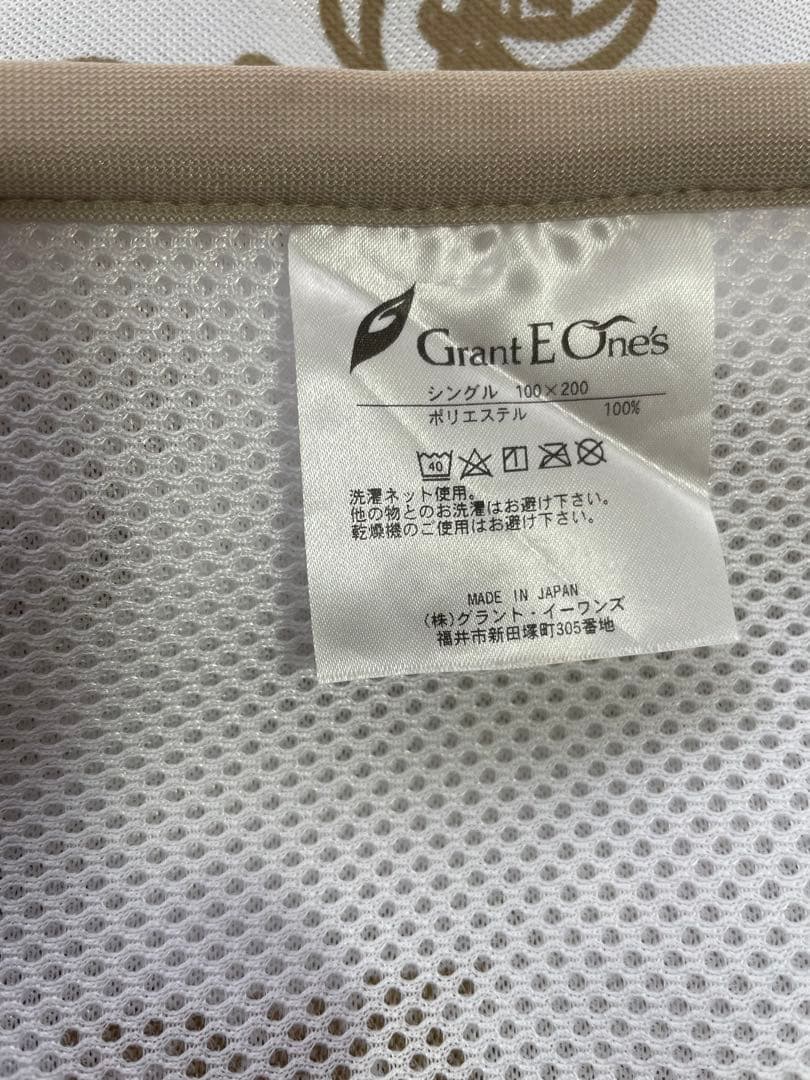 Grant E One's
シングル 100×200
ポリエステル 100%
40
洗濯ネット使用。
他の物とのお洗濯はお避け下さい。
乾燥機のご使用はお避け下さい。
MADE IN JAPAN
(株)グラント・イーワンズ
福井市新田塚町305番地